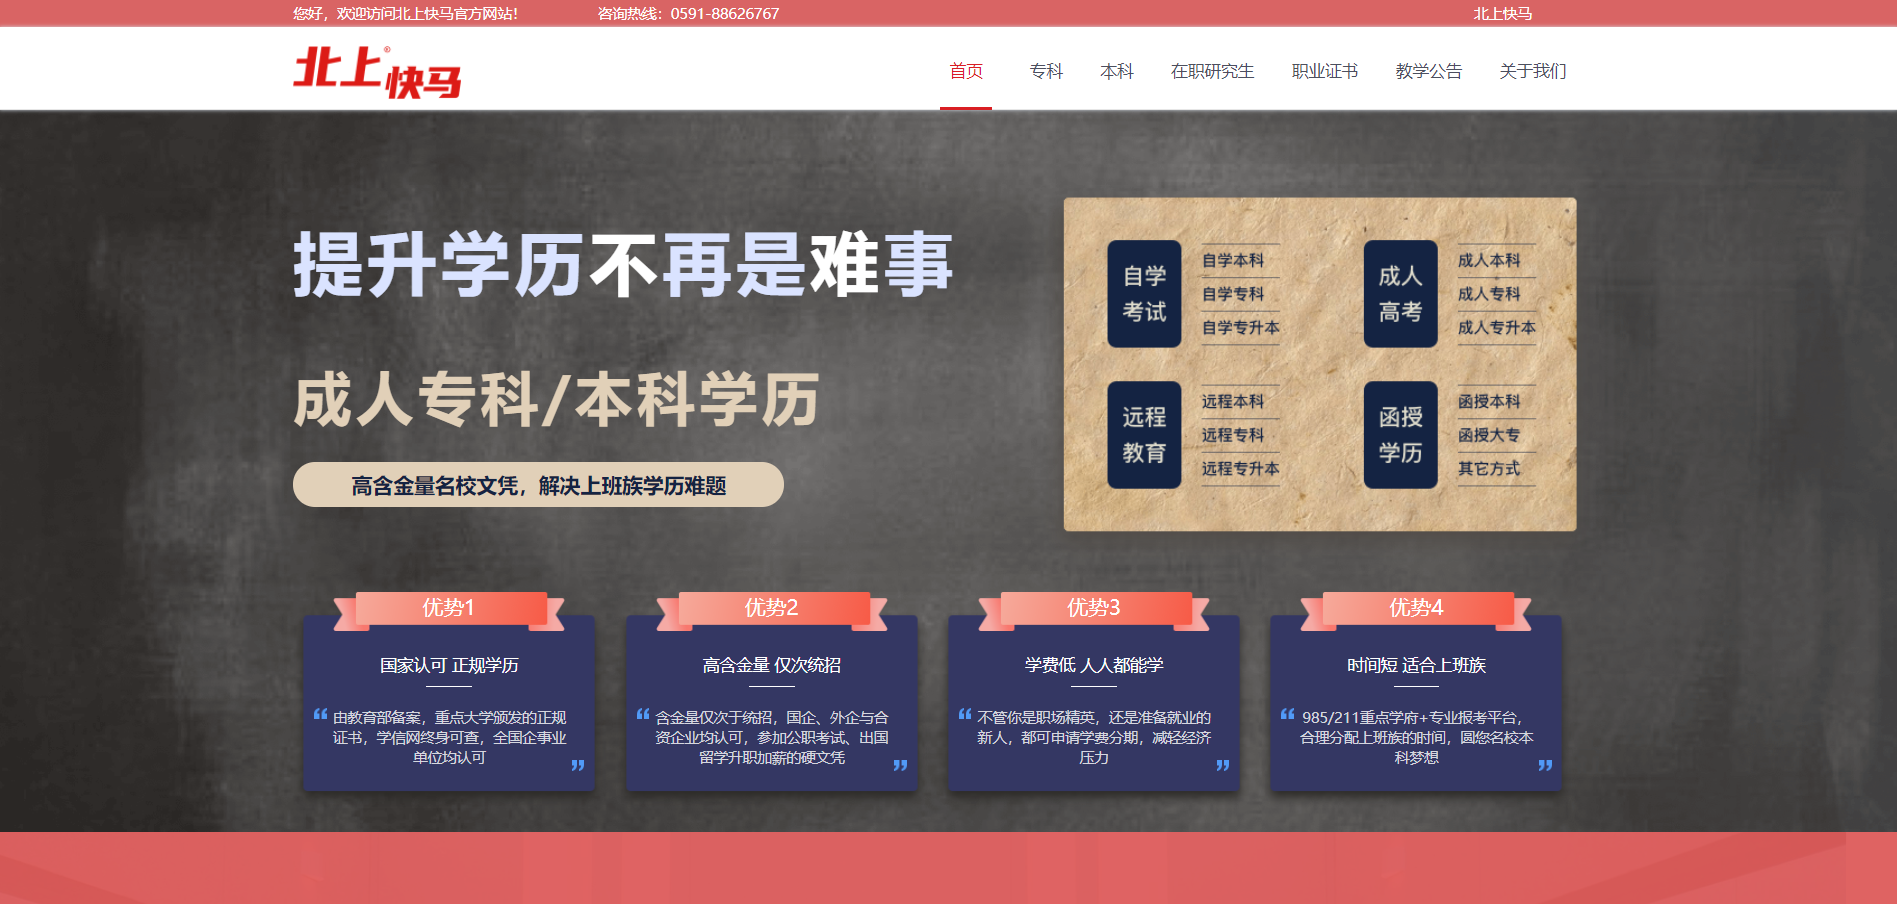 您好，欢迎访问北上快马官方网站！
咨询热线：0591-88626767
北上快马
北上快马®
首页
专科
本科
在职研究生
职业证书
教学公告
关于我们
提升学历不再是难事
成人专科/本科学历
高含金量名校文凭，解决上班族学历难题
自学
考试
自学本科
自学专科
自学专升本
成人
高考
成人本科
成人专科
成人专升本
远程
教育
远程本科
远程专科
远程专升本
函授
学历
函授本科
函授大专
其它方式
优势1
国家认可 正规学历
“ 由教育部备案，重点大学颁发的正规
证书，学信网终身可查，全国企事业
单位均认可 ”
优势2
高含金量 仅次统招
“ 含金量仅次于统招，国企、外企与合
资企业均认可，参加公职考试、出国
留学升职加薪的硬文凭 ”
优势3
学费低 人人都能学
“ 不管你是职场精英，还是准备就业的
新人，都可申请学费分期，减轻经济
压力 ”
优势4
时间短 适合上班族
“ 985/211重点学府+专业报考平台，
合理分配上班族的时间，圆您名校本
科梦想 ”